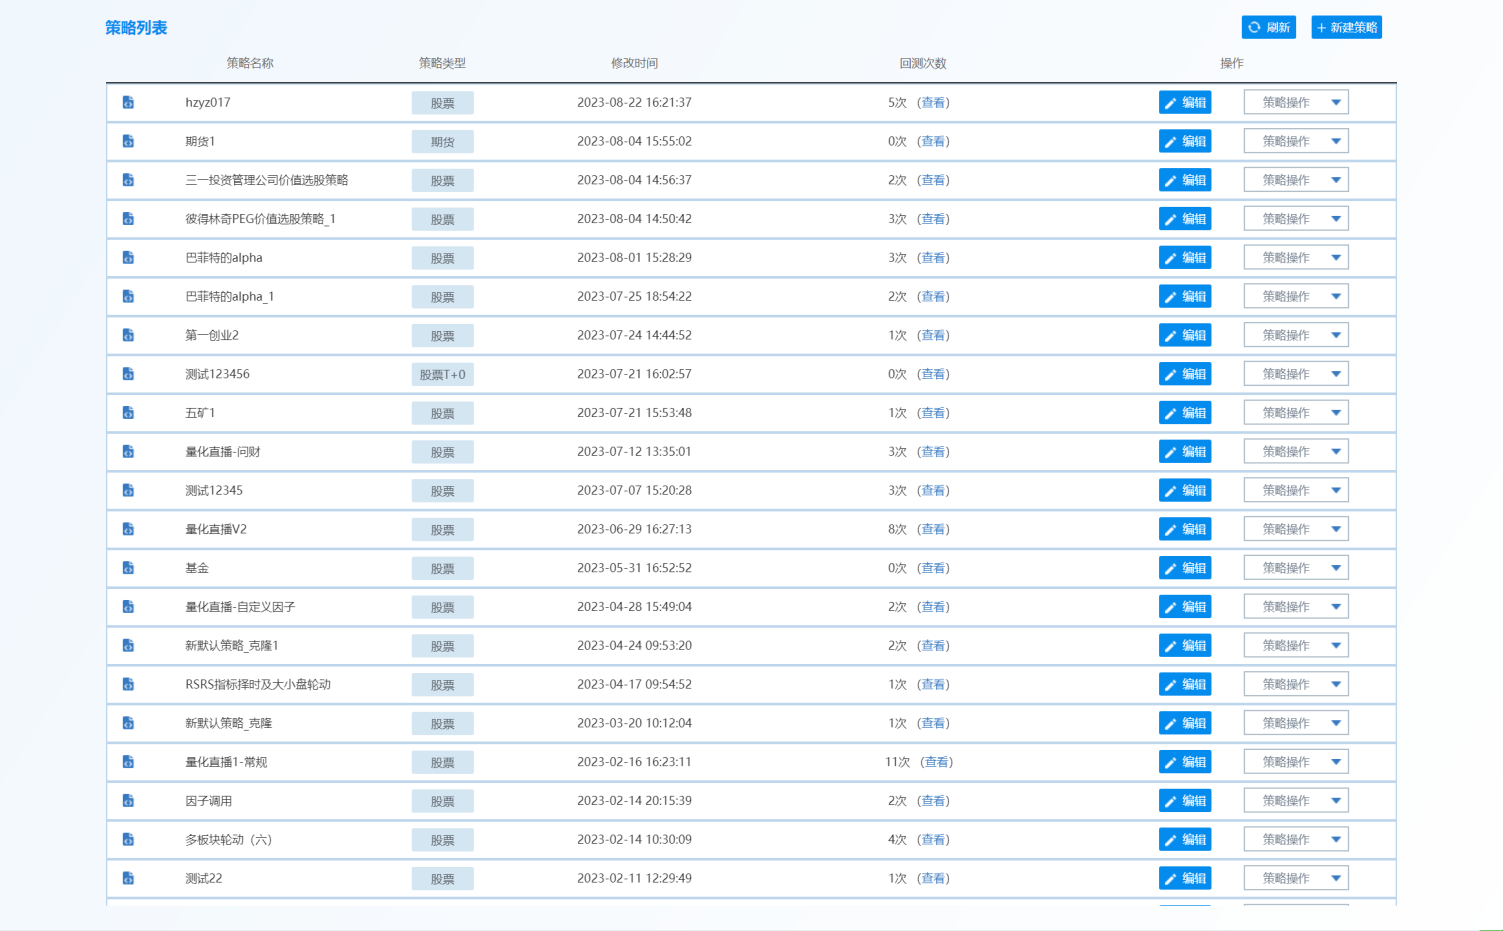 策略列表
刷新 + 新建策略
策略名称 策略类型 修改时间 回测次数 操作
hzyz017 股票 2023-08-22 16:21:37 5次 (查看) 编辑 策略操作
期货1 期货 2023-08-04 15:55:02 0次 (查看) 编辑 策略操作
三一投资管理公司价值选股策略 股票 2023-08-04 14:56:37 2次 (查看) 编辑 策略操作
彼得林奇PEG价值选股策略_1 股票 2023-08-04 14:50:42 3次 (查看) 编辑 策略操作
巴菲特的alpha 股票 2023-08-01 15:28:29 3次 (查看) 编辑 策略操作
巴菲特的alpha_1 股票 2023-07-25 18:54:22 2次 (查看) 编辑 策略操作
第一创业2 股票 2023-07-24 14:44:52 1次 (查看) 编辑 策略操作
测试123456 股票T+0 2023-07-21 16:02:57 0次 (查看) 编辑 策略操作
五矿1 股票 2023-07-21 15:53:48 1次 (查看) 编辑 策略操作
量化直播-问财 股票 2023-07-12 13:35:01 3次 (查看) 编辑 策略操作
测试12345 股票 2023-07-07 15:20:28 3次 (查看) 编辑 策略操作
量化直播V2 股票 2023-06-29 16:27:13 8次 (查看) 编辑 策略操作
基金 股票 2023-05-31 16:52:52 0次 (查看) 编辑 策略操作
量化直播-自定义因子 股票 2023-04-28 15:49:04 2次 (查看) 编辑 策略操作
新默认策略_克隆1 股票 2023-04-24 09:53:20 2次 (查看) 编辑 策略操作
RSRS指标择时及大小盘轮动 股票 2023-04-17 09:54:52 1次 (查看) 编辑 策略操作
新默认策略_克隆 股票 2023-03-20 10:12:04 1次 (查看) 编辑 策略操作
量化直播1-常规 股票 2023-02-16 16:23:11 11次 (查看) 编辑 策略操作
因子调用 股票 2023-02-14 20:15:39 2次 (查看) 编辑 策略操作
多板块轮动（六） 股票 2023-02-14 10:30:09 4次 (查看) 编辑 策略操作
测试22 股票 2023-02-11 12:29:49 1次 (查看) 编辑 策略操作